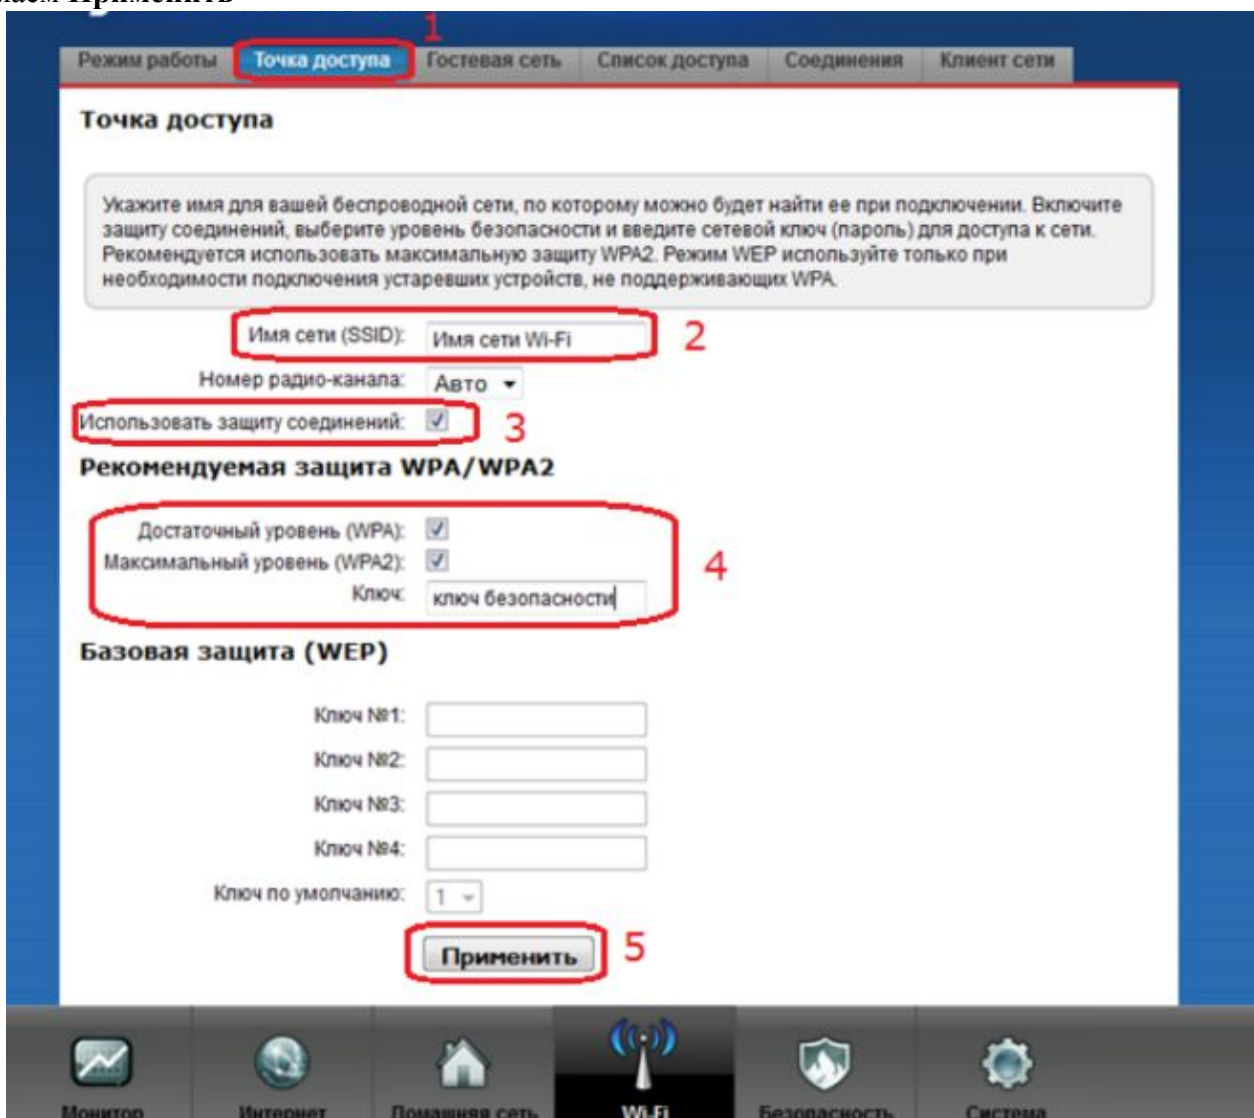 Применить
1
Режим работы Точка доступа Гостевая сеть Список доступа Соединения Клиент сети
Точка доступа
Укажите имя для вашей беспроводной сети, по которому можно будет найти ее при подключении. Включите
защиту соединений, выберите уровень безопасности и введите сетевой ключ (пароль) для доступа к сети.
Рекомендуется использовать максимальную защиту WPA2. Режим WEP используйте только при
необходимости подключения устаревших устройств, не поддерживающих WPA.
Имя сети (SSID): Имя сети Wi-Fi 2
Номер радио-канала: Авто
Использовать защиту соединений: 3
Рекомендуемая защита WPA/WPA2
Достаточный уровень (WPA):
Максимальный уровень (WPA2): 4
Ключ: ключ безопасности
Базовая защита (WEP)
Ключ №1:
Ключ №2:
Ключ №3:
Ключ №4:
Ключ по умолчанию: 1
Применить 5
Монитор Интернет Домашняя сеть Wi-Fi Безопасность Система